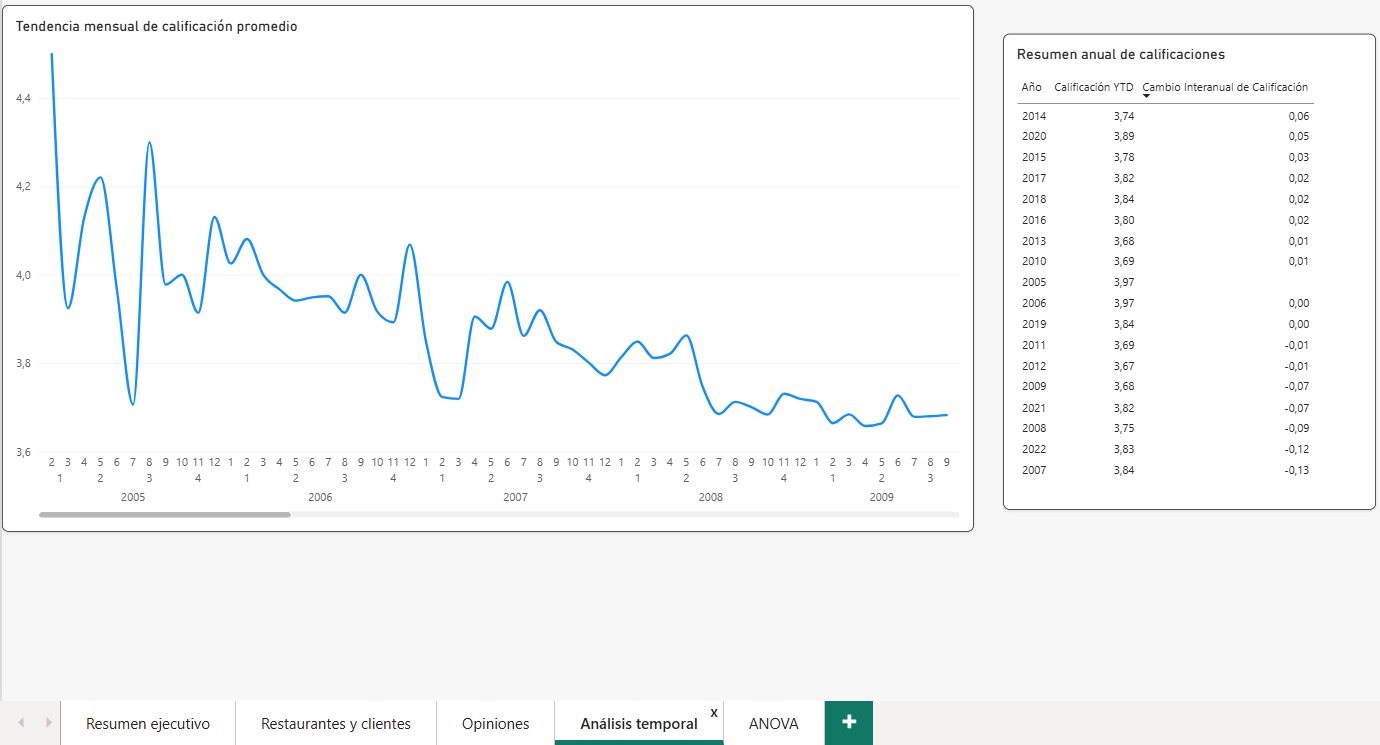 Tendencia mensual de calificación promedio
4,4
4,2
4,0
3,8
3,6
2 3 4 5 6 7 8 9 10 11 12 1 2 3 4 5 6 7 8 9 10 11 12 1 2 3 4 5 6 7 8 9 10 11 12 1 2 3 4 5 6 7 8 9 10 11 12 1 2 3 4 5 6 7 8 9
1 2 3 4 1 2 3 4 1 2 3 4 1 2 3 4 1 2 3
2005 2006 2007 2008 2009
Resumen anual de calificaciones
Año Calificación YTD Cambio Interanual de Calificación
2014 3,74 0,06
2020 3,89 0,05
2015 3,78 0,03
2017 3,82 0,02
2018 3,84 0,02
2016 3,80 0,02
2013 3,68 0,01
2010 3,69 0,01
2005 3,97
2006 3,97 0,00
2019 3,84 0,00
2011 3,69 -0,01
2012 3,67 -0,01
2009 3,68 -0,07
2021 3,82 -0,07
2008 3,75 -0,09
2022 3,83 -0,12
2007 3,84 -0,13
Resumen ejecutivo
Restaurantes y clientes
Opiniones
Análisis temporal x
ANOVA
+